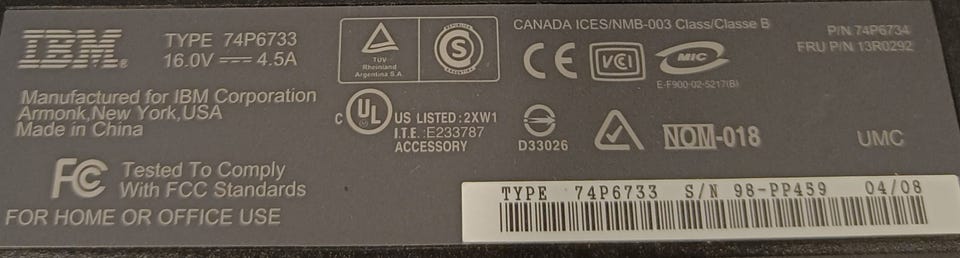 IBM®
TYPE 74P6733
16.0V 4.5A
Manufactured for IBM Corporation
Armonk,New York,USA
Made in China
FC Tested To Comply
With FCC Standards
FOR HOME OR OFFICE USE
TÜV
Rheinland
Argentina S.A.
S
ARGENTINA
CANADA ICES/NMB-003 Class/Classe B
CE VCI MIC
E-F900-02-5217(B)
P/N 74P6734
FRU P/N 13R0292
C UL US LISTED:2XW1
I.T.E.:E233787
ACCESSORY
D33026
NOM-018
UMC
TYPE 74P6733 S/N 98-PP459 04/08